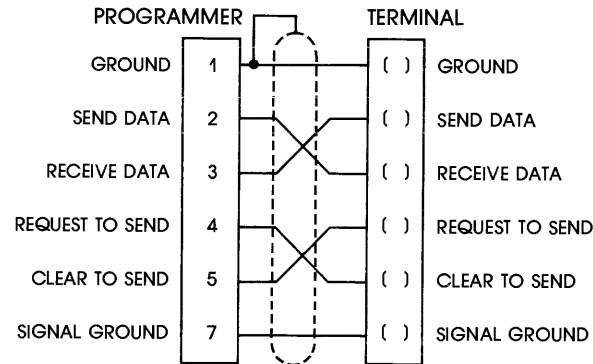 PROGRAMMER TERMINAL
GROUND 1 ( ) GROUND
SEND DATA 2 ( ) SEND DATA
RECEIVE DATA 3 ( ) RECEIVE DATA
REQUEST TO SEND 4 ( ) REQUEST TO SEND
CLEAR TO SEND 5 ( ) CLEAR TO SEND
SIGNAL GROUND 7 ( ) SIGNAL GROUND